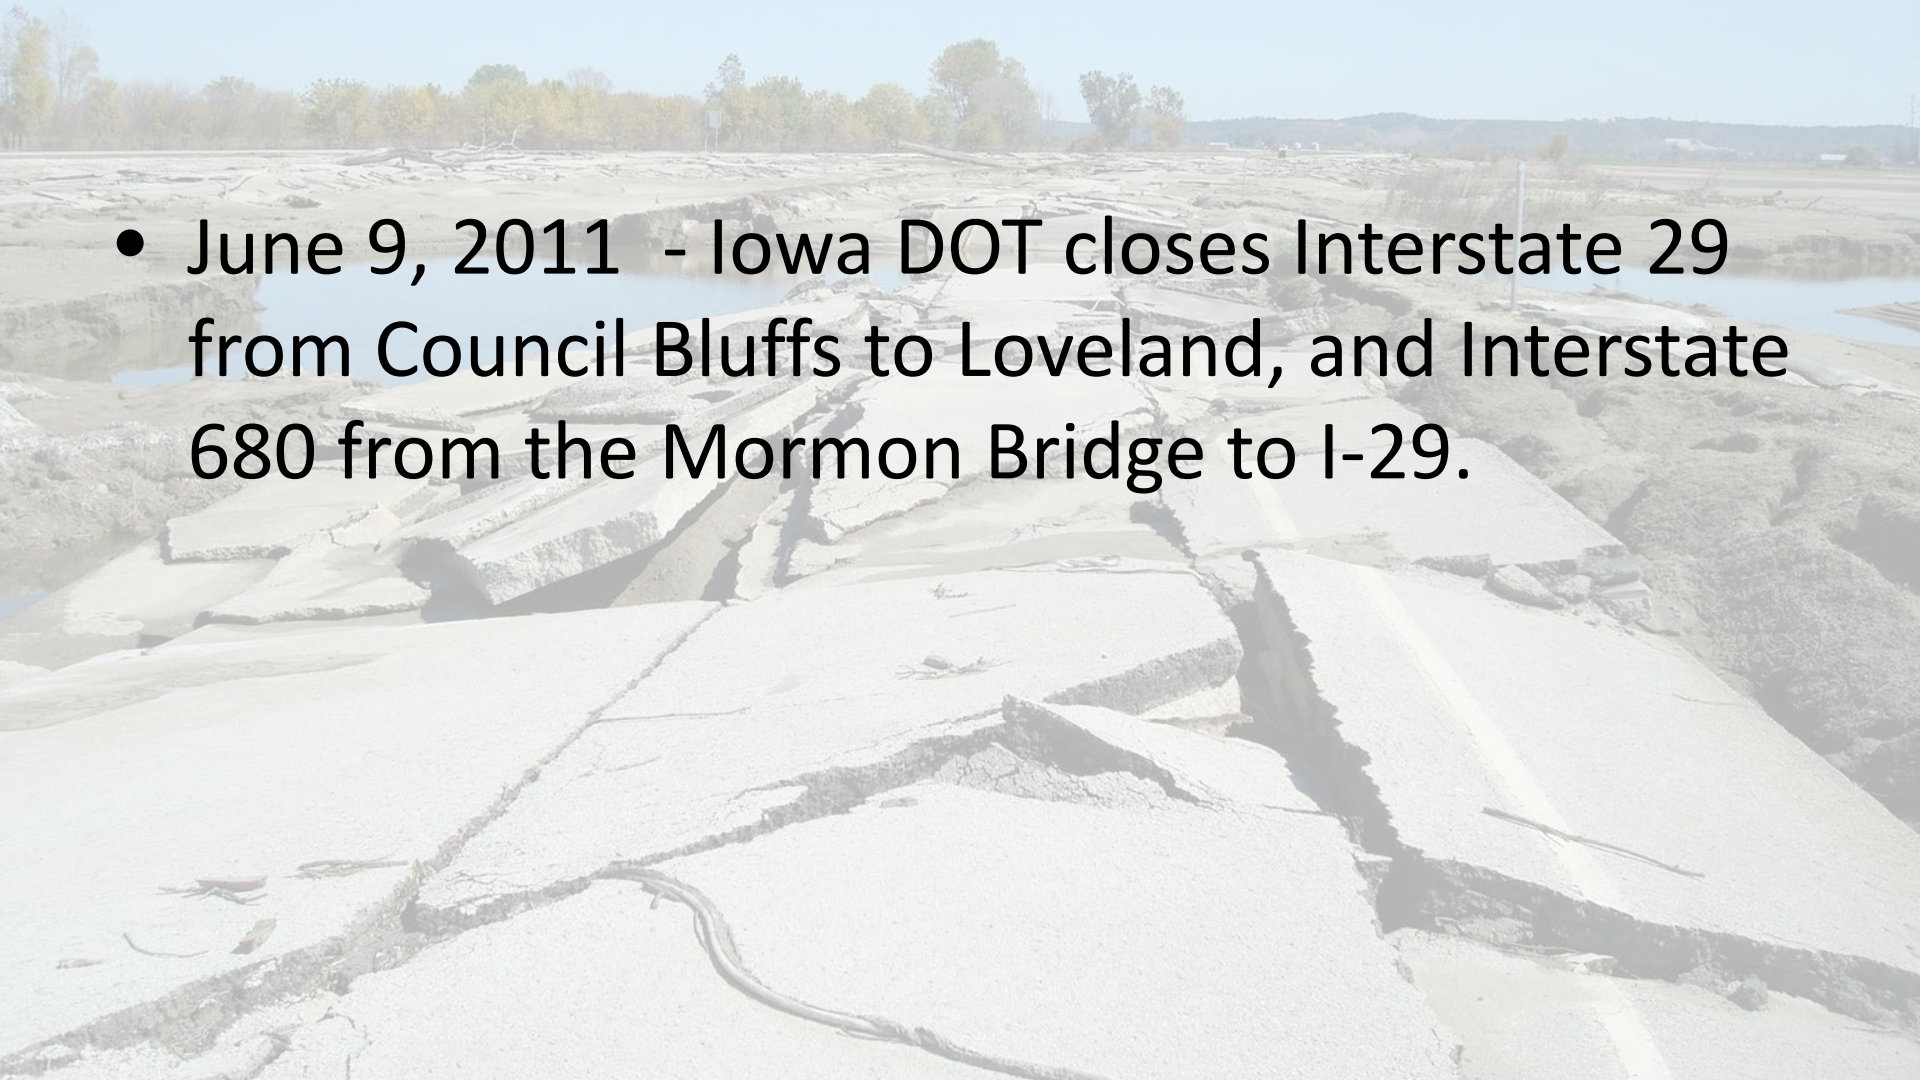 • June 9, 2011  - Iowa DOT closes Interstate 29
from Council Bluffs to Loveland, and Interstate
680 from the Mormon Bridge to I-29.